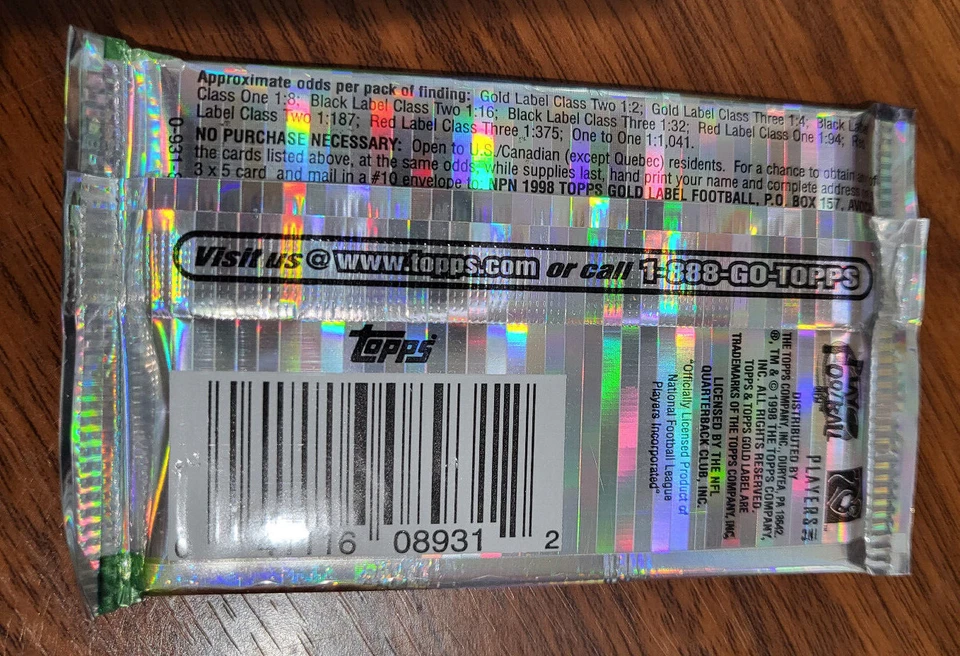 Approximate odds per pack of finding: Gold Label Class Two 1:2; Gold Label Class Three 1:4; Black
Class One 1:8; Black Label Class Two 1:16; Black Label Class Three 1:32; Red Label Class One 1:94; Red
Label Class Two 1:187; Red Label Class Three 1:375; One to One 1:1,041.
NO PURCHASE NECESSARY: Open to U.S./Canadian (except Quebec) residents. For a chance to obtain
the cards listed above, at the same odds, while supplies last, hand print your name and complete address
3 x 5 card and mail in a #10 envelope to: NPN 1998 TOPPS GOLD LABEL FOOTBALL, P.O. BOX 157,
Visit us @ www.topps.com or call 1-888-GO-TOPPS
TOPPS
08931 2
PLAYERS
DISTRIBUTED BY
THE TOPPS COMPANY, INC., DURYEA, PA 18642.
®, TM & © 1998 THE TOPPS COMPANY,
INC. ALL RIGHTS RESERVED.
TOPPS & TOPPS GOLD LABEL ARE
TRADEMARKS OF THE TOPPS COMPANY, INC.
LICENSED BY THE NFL
QUARTERBACK CLUB, INC.
"Officially Licensed Product of
National Football League
Players Incorporated"